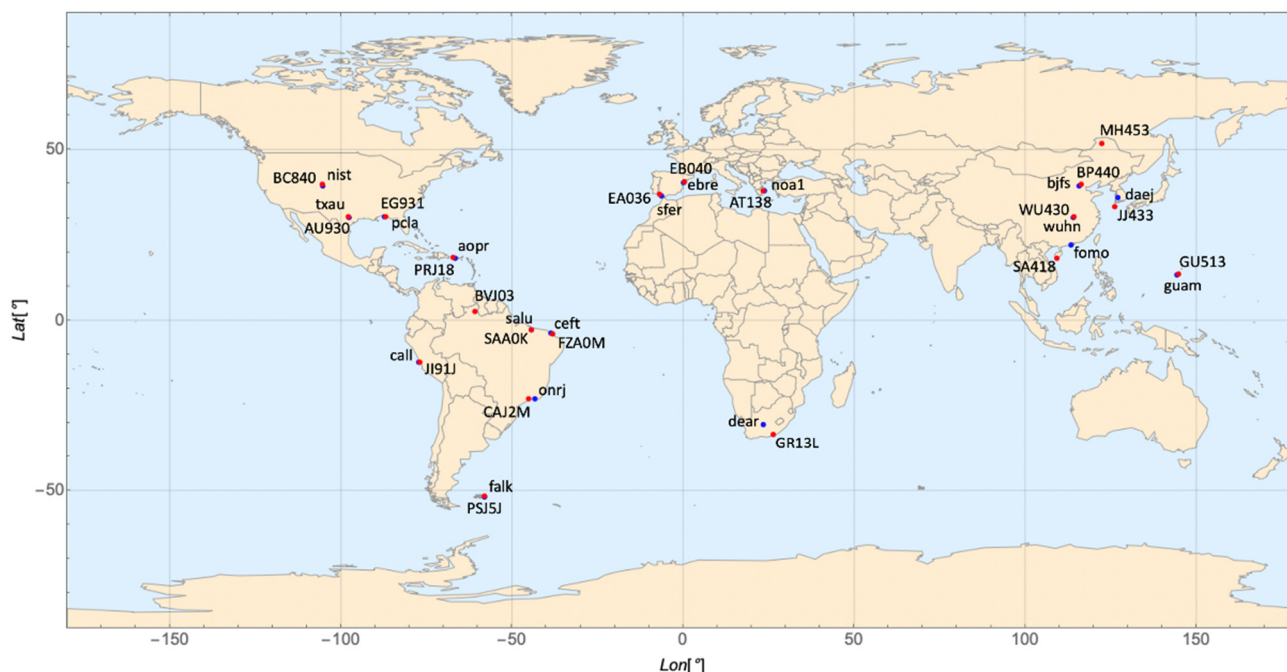 MH453
50
EB040
BP440
BC840
nist
ebre
noa1
bjfs
daej
txau
EG931
EA036
AT138
WU430
JJ433
AU930
pcla
sfer
wuhn
aopr
fomo
GU513
PRJ18
SA418
guam
BVJ03
salu
ceft
0
SAA0K
FZA0M
call
JI91J
onrj
CAJ2M
dear
GR13L
−50
falk
PSJ5J
−150
−100
−50
0
50
100
150
Lat[°]
Lon[°]